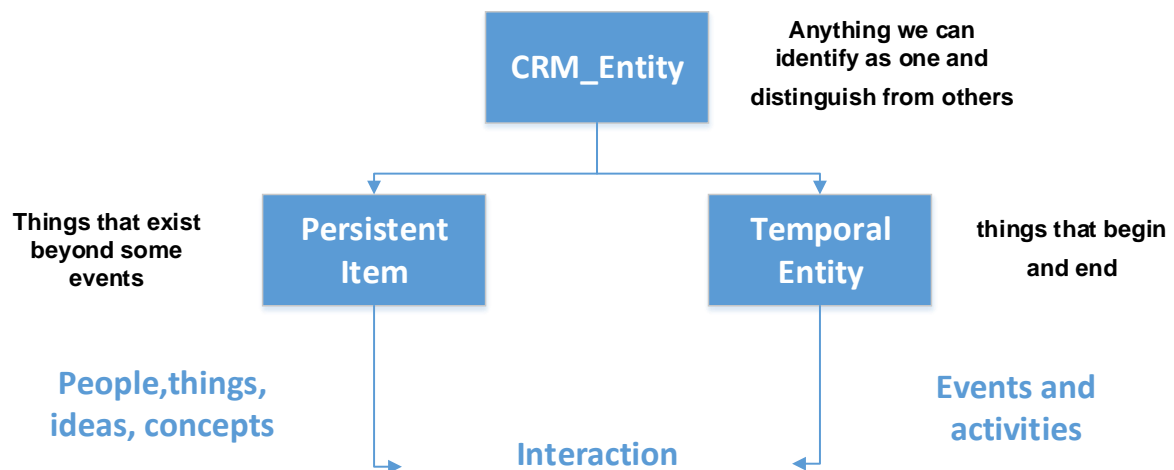 CRM_Entity
Anything we can
identify as one and
distinguish from others
Things that exist
beyond some
events
Persistent
Item
Temporal
Entity
things that begin
and end
People,things,
ideas, concepts
Events and
activities
Interaction